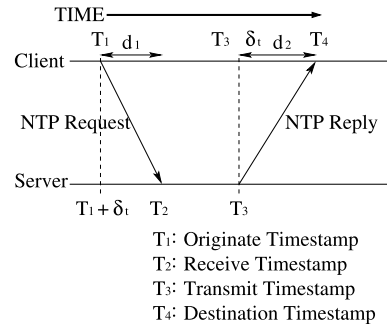 TIME
T1 d1 T3 δt d2 T4
Client
NTP Request NTP Reply
Server
T1 + δt T2 T3
T1: Originate Timestamp
T2: Receive Timestamp
T3: Transmit Timestamp
T4: Destination Timestamp